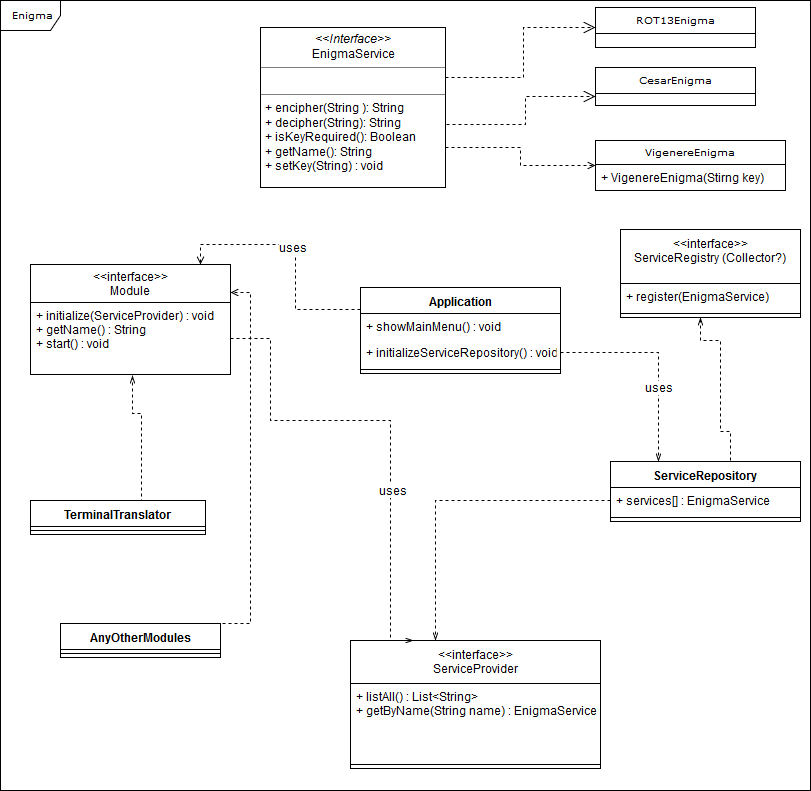 Enigma
<<Interface>>
EnigmaService
+ encipher(String ): String
+ decipher(String): String
+ isKeyRequired(): Boolean
+ getName(): String
+ setKey(String) : void
ROT13Enigma
CesarEnigma
VigenereEnigma
+ VigenereEnigma(Stirng key)
uses
<<interface>>
Module
+ initialize(ServiceProvider) : void
+ getName() : String
+ start() : void
Application
+ showMainMenu() : void
+ initializeServiceRepository() : void
<<interface>>
ServiceRegistry (Collector?)
+ register(EnigmaService)
uses
ServiceRepository
+ services[] : EnigmaService
uses
TerminalTranslator
AnyOtherModules
<<interface>>
ServiceProvider
+ listAll() : List<String>
+ getByName(String name) : EnigmaService